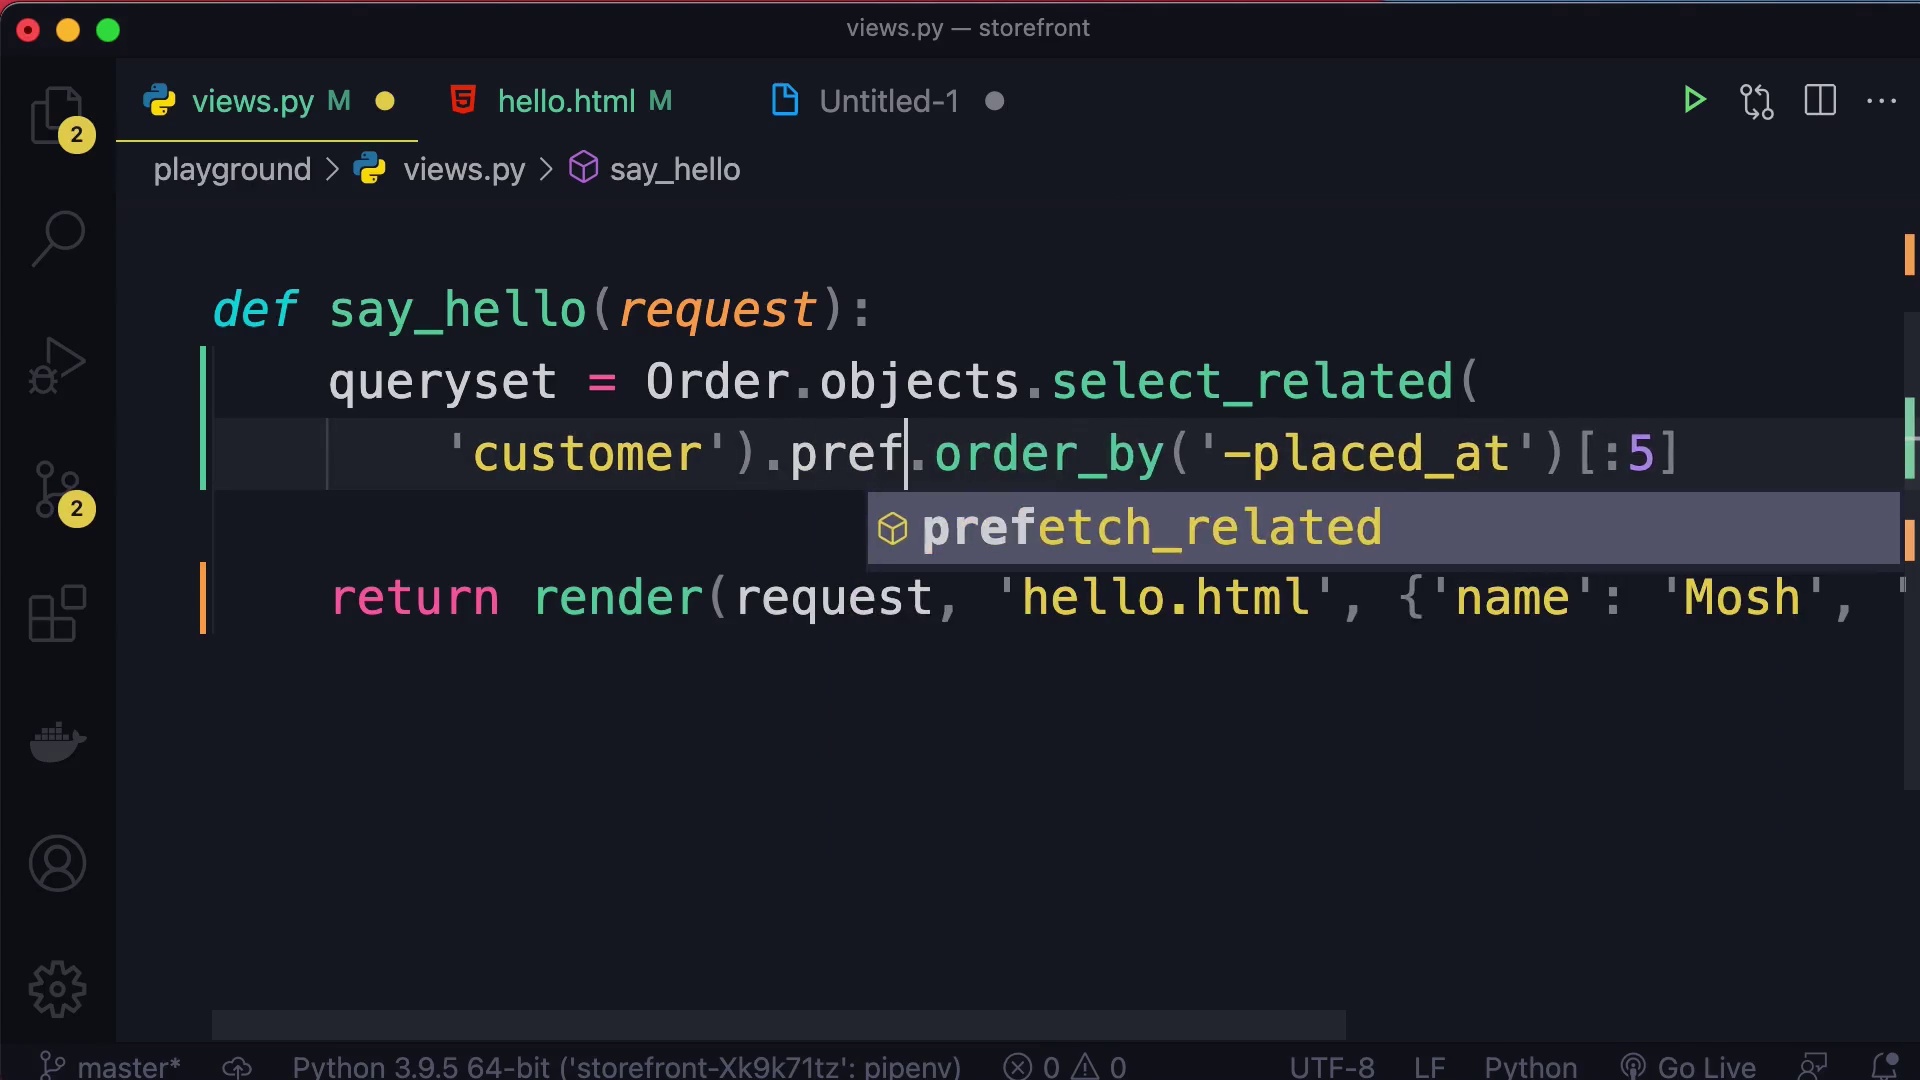 views.py — storefront
views.py M hello.html M Untitled-1
2
playground > views.py > say_hello
def say_hello(request):
queryset = Order.objects.select_related(
'customer').pref.order_by('-placed_at')[:5]
prefetch_related
2
return render(request, 'hello.html', {'name': 'Mosh', '
master* Python 3.9.5 64-bit ('storefront-Xk9k71tz': pipenv) 0 0 UTF-8 LF Python Go Live